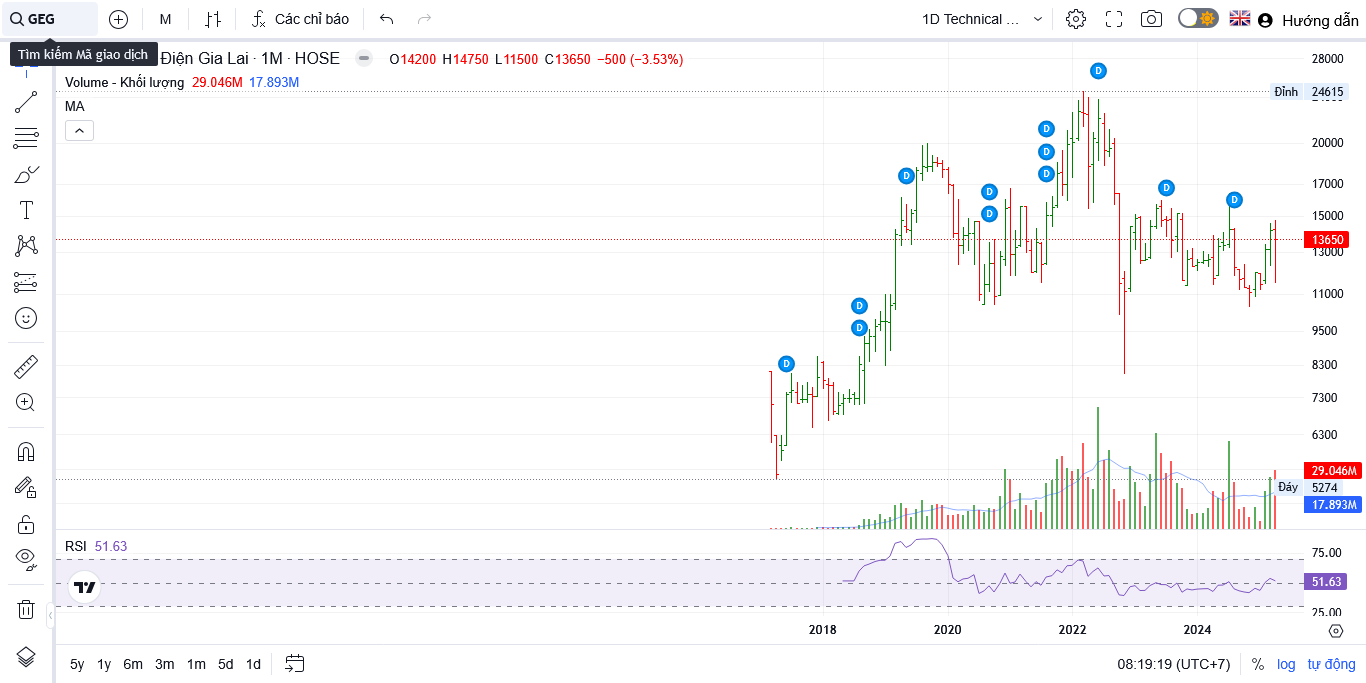 GEG
M
Các chỉ báo
1D Technical ...
Hướng dẫn
Tìm kiếm Mã giao dịch
Điện Gia Lai · 1M · HOSE
O14200 H14750 L11500 C13650 −500 (−3.53%)
Volume - Khối lượng 29.046M 17.893M
MA
28000
Đỉnh 24615
20000
17000
15000
13650
13000
11000
9500
8300
7300
6300
29.046M
Đáy 5274
17.893M
D
D
D
D
D
D
D
D
D
D
D
D
RSI 51.63
75.00
51.63
25.00
2018 2020 2022 2024
5y 1y 6m 3m 1m 5d 1d
08:19:19 (UTC+7)
% log tự động